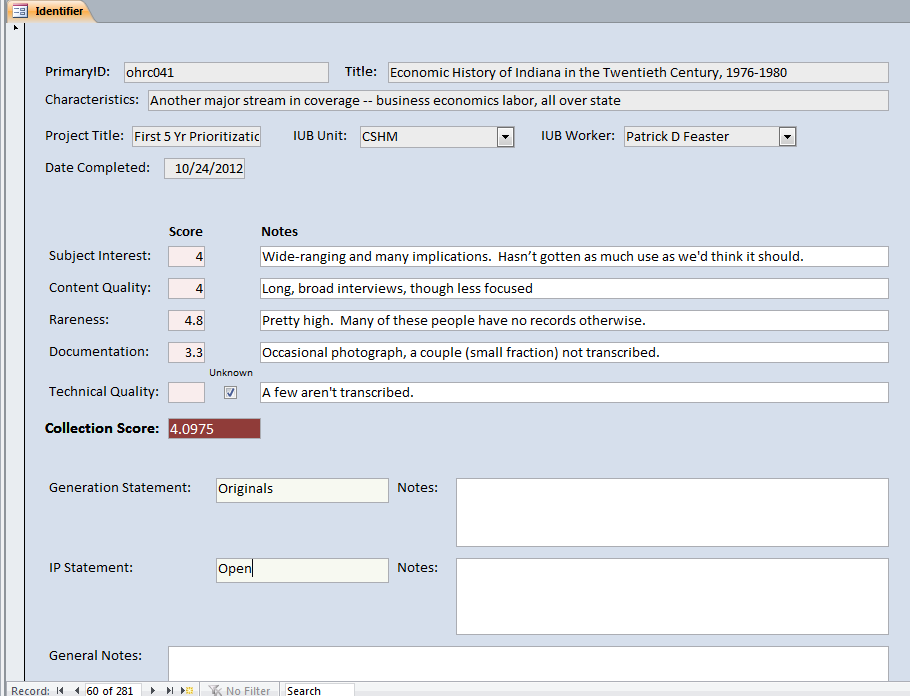 Identifier
PrimaryID: ohrc041 Title: Economic History of Indiana in the Twentieth Century, 1976-1980
Characteristics: Another major stream in coverage -- business economics labor, all over state
Project Title: First 5 Yr Prioritizatic IUB Unit: CSHM IUB Worker: Patrick D Feaster
Date Completed: 10/24/2012
Score Notes
Subject Interest: 4 Wide-ranging and many implications. Hasn't gotten as much use as we'd think it should.
Content Quality: 4 Long, broad interviews, though less focused
Rareness: 4.8 Pretty high. Many of these people have no records otherwise.
Documentation: 3.3 Occasional photograph, a couple (small fraction) not transcribed.
Unknown
Technical Quality: A few aren't transcribed.
Collection Score: 4.0975
Generation Statement: Originals Notes:
IP Statement: Open Notes:
General Notes:
Record: 60 of 281 No Filter Search